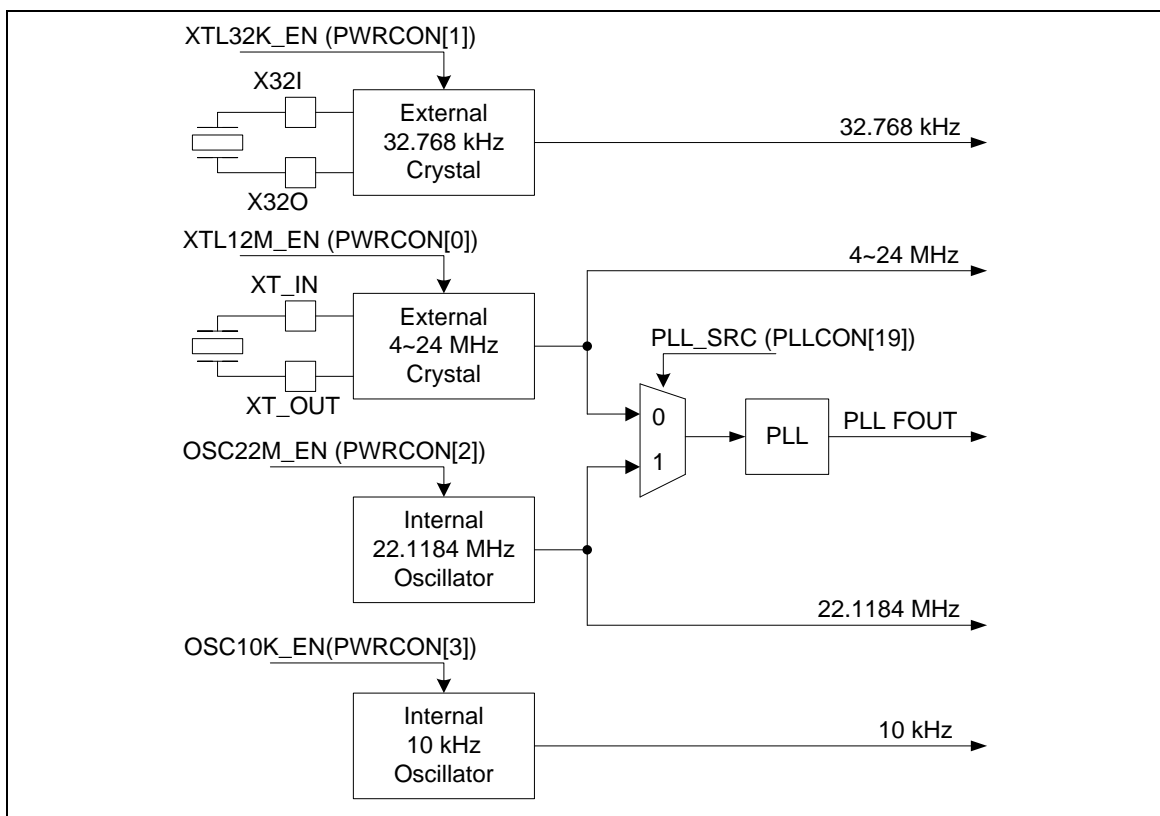 XTL32K_EN (PWRCON[1])
X32I
External
32.768 kHz
Crystal
32.768 kHz
X32O
XTL12M_EN (PWRCON[0])
4~24 MHz
XT_IN
External
4~24 MHz
Crystal
PLL_SRC (PLLCON[19])
XT_OUT
0
1
PLL
PLL FOUT
OSC22M_EN (PWRCON[2])
Internal
22.1184 MHz
Oscillator
22.1184 MHz
OSC10K_EN(PWRCON[3])
Internal
10 kHz
Oscillator
10 kHz